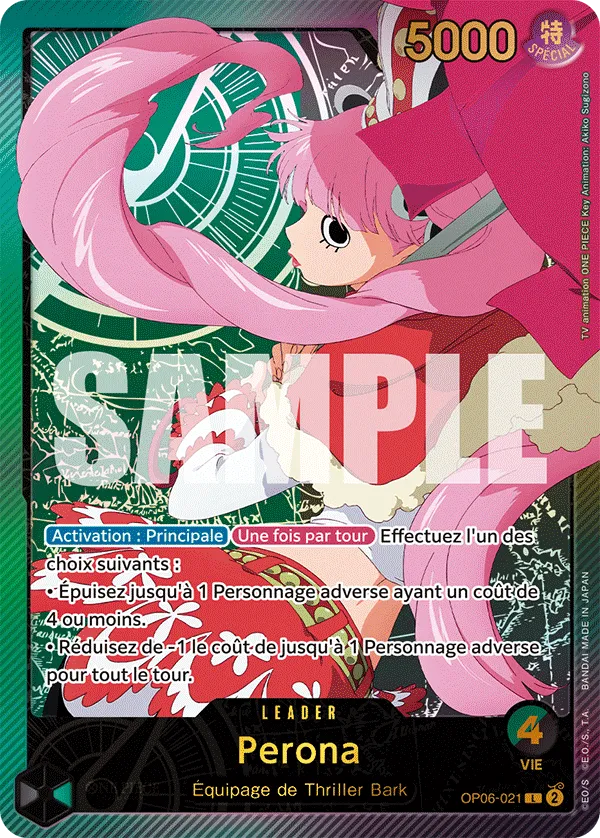 5000
特
SPÉCIAL
TV animation ONE PIECE Key Animation: Akiko Sugizono
SAMPLE
Activation : Principale Une fois par tour Effectuez l'un des
choix suivants :
• Épuisez jusqu'à 1 Personnage adverse ayant un coût de
4 ou moins.
• Réduisez de -1 le coût de jusqu'à 1 Personnage adverse
pour tout le tour.
LEADER
Perona
Équipage de Thriller Bark
4
VIE
ONE PIECE
OP06-021 L 2
©E.O./S., T.A. BANDAI MADE IN JAPAN